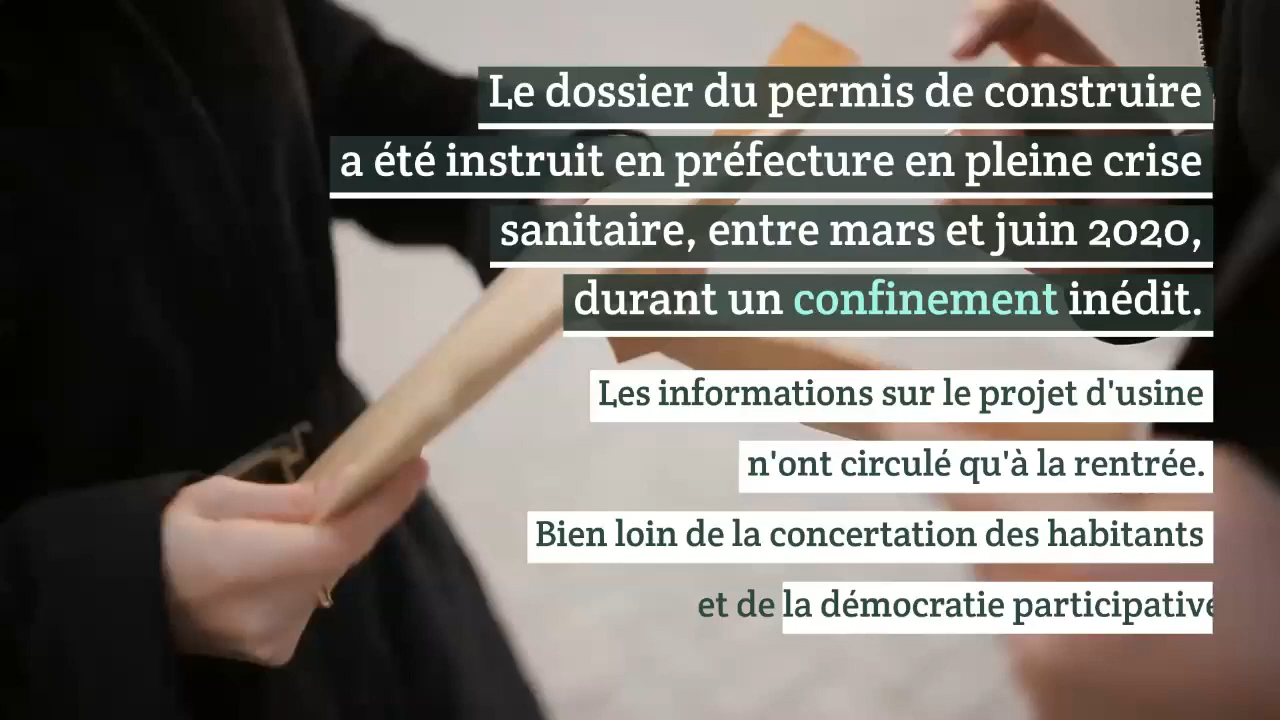 Le dossier du permis de construire
a été instruit en préfecture en pleine crise
sanitaire, entre mars et juin 2020,
durant un confinement inédit.
Les informations sur le projet d'usine
n'ont circulé qu'à la rentrée.
Bien loin de la concertation des habitants
et de la démocratie participative